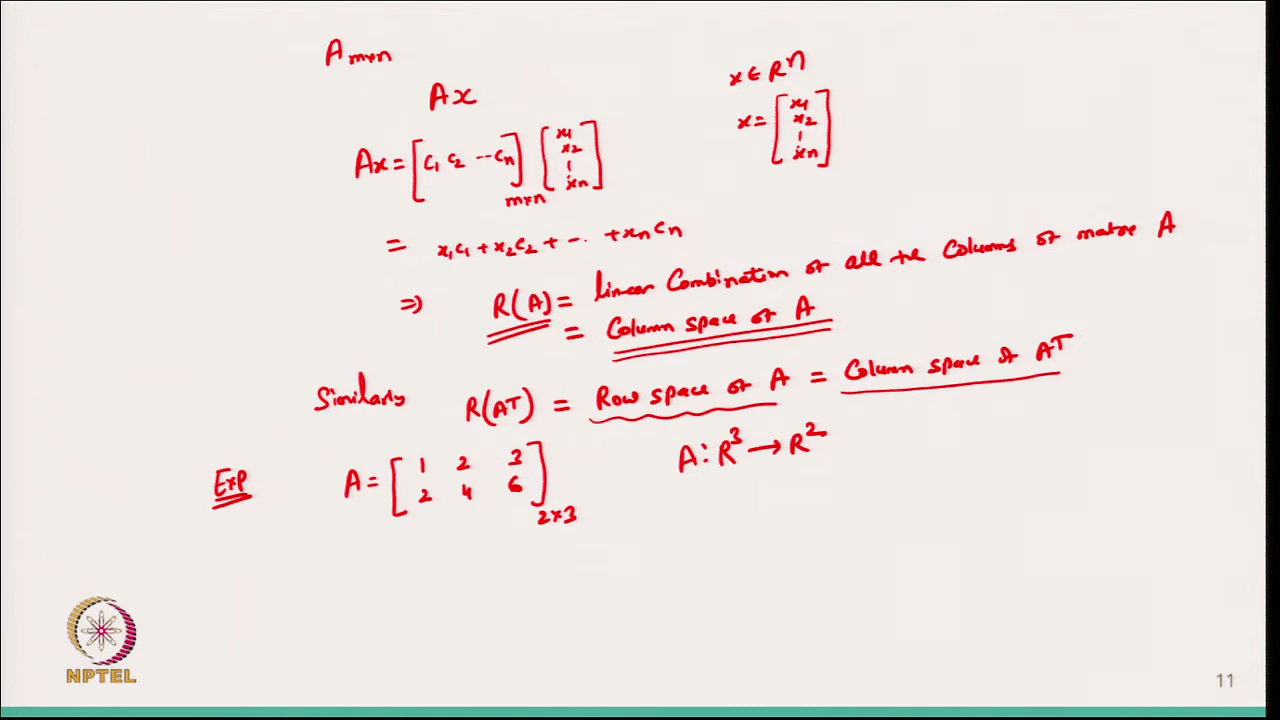 A m×n
Ax
x ∈ R^n
x = [x1 x2 ⋮ xn]
Ax = [c1 c2 --- cn] m×n [x1 x2 ⋮ xn]
= x1c1 + x2c2 + -.. + xncn
⇒ R(A) = linear Combination of all the Columns of matrix A
= Column space of A
Similarly R(AT) = Row space of A = Column space of AT
Exp A = [1 2 3
2 4 6] 2×3
A : R^3 → R^2
NPTEL
11